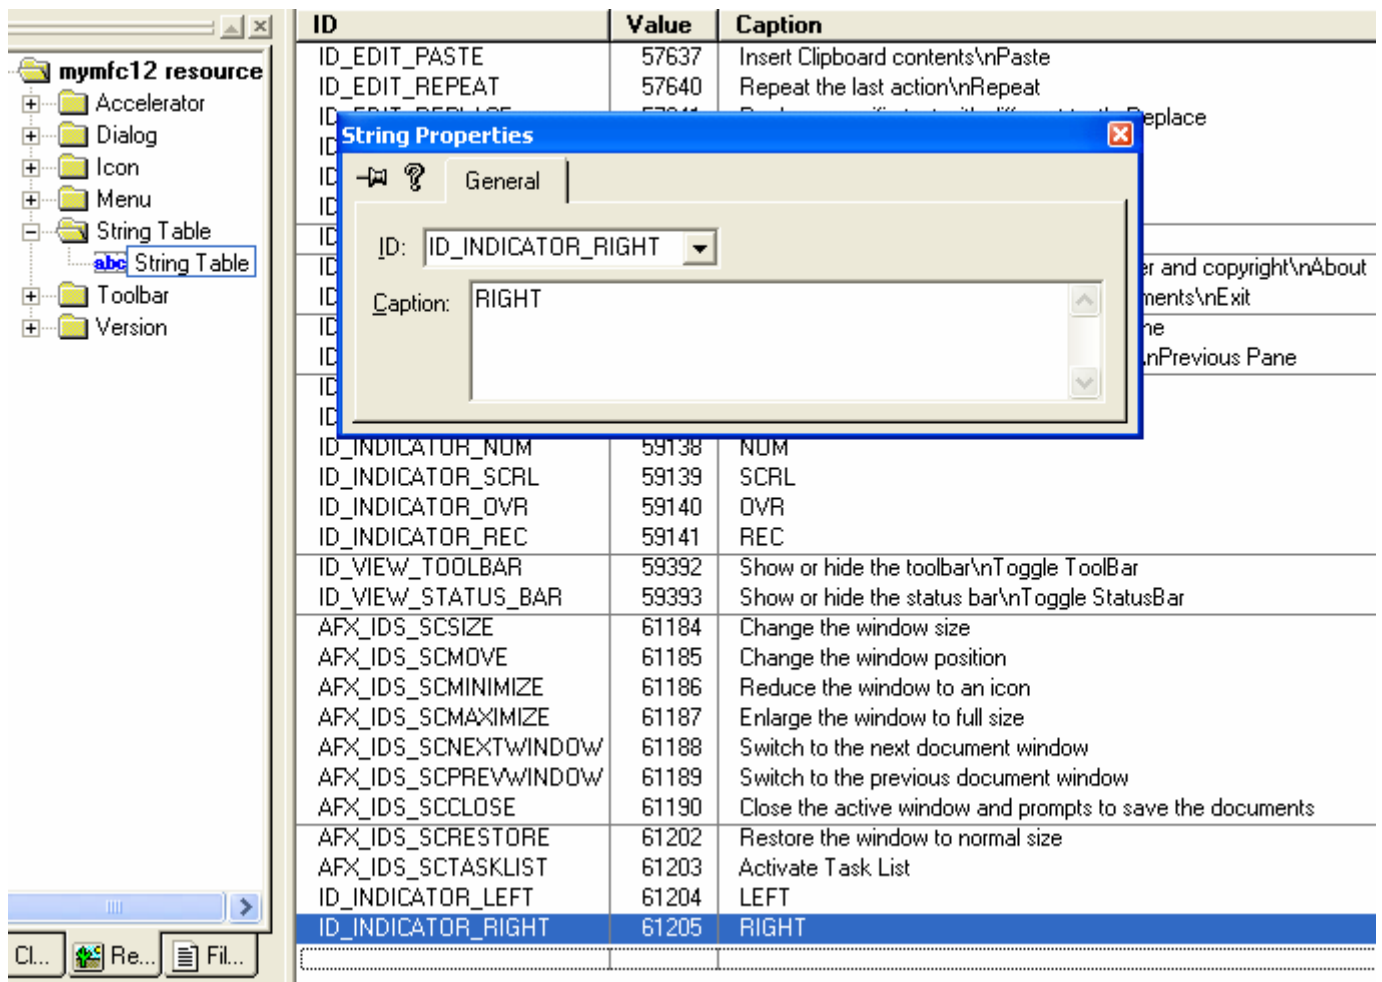 ID Value Caption
ID_EDIT_PASTE 57637 Insert Clipboard contents\nPaste
ID_EDIT_REPEAT 57640 Repeat the last action\nRepeat
eplace
mymfc12 resource
Accelerator
Dialog
Icon
Menu
String Table
abc String Table
Toolbar
Version
String Properties
General
ID: ID_INDICATOR_RIGHT
Caption: RIGHT
er and copyright\nAbout
ments\nExit
ne
\nPrevious Pane
ID_INDICATOR_NUM 59138 NUM
ID_INDICATOR_SCRL 59139 SCRL
ID_INDICATOR_OVR 59140 OVR
ID_INDICATOR_REC 59141 REC
ID_VIEW_TOOLBAR 59392 Show or hide the toolbar\nToggle ToolBar
ID_VIEW_STATUS_BAR 59393 Show or hide the status bar\nToggle StatusBar
AFX_IDS_SCSIZE 61184 Change the window size
AFX_IDS_SCMOVE 61185 Change the window position
AFX_IDS_SCMINIMIZE 61186 Reduce the window to an icon
AFX_IDS_SCMAXIMIZE 61187 Enlarge the window to full size
AFX_IDS_SCNEXTWINDOW 61188 Switch to the next document window
AFX_IDS_SCPREVWINDOW 61189 Switch to the previous document window
AFX_IDS_SCCLOSE 61190 Close the active window and prompts to save the documents
AFX_IDS_SCRESTORE 61202 Restore the window to normal size
AFX_IDS_SCTASKLIST 61203 Activate Task List
ID_INDICATOR_LEFT 61204 LEFT
ID_INDICATOR_RIGHT 61205 RIGHT
Cl... Re... Fil...